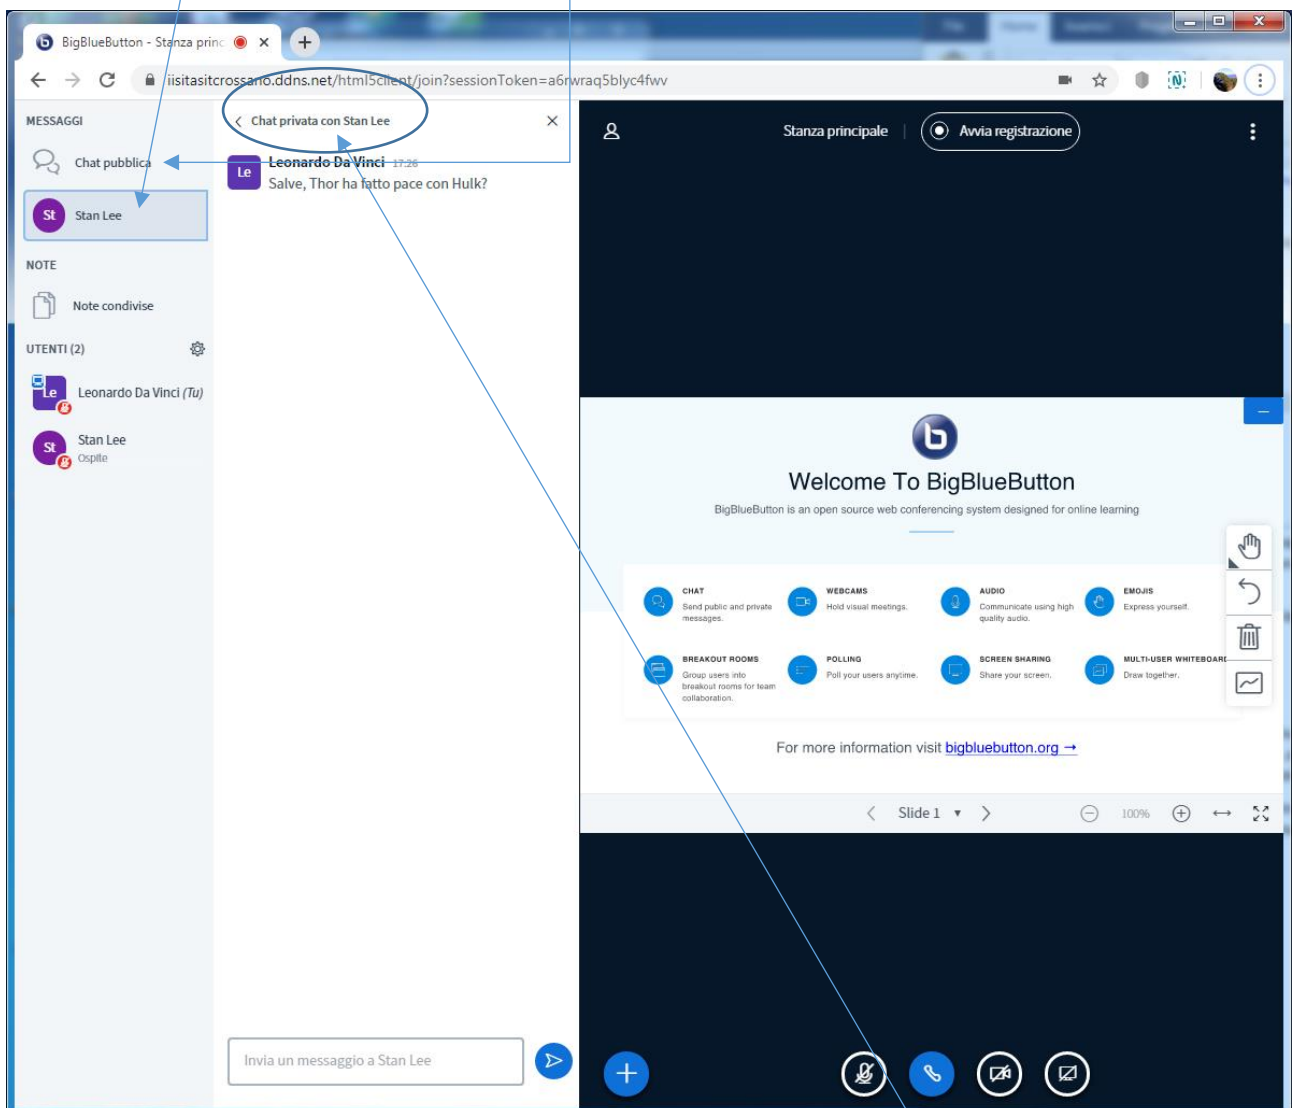 BigBlueButton - Stanza princ
iisitasitcrossano.ddns.net/html5client/join?sessionToken=a6rwraq5blyc4fwv
MESSAGGI
Chat pubblica
St
Stan Lee
NOTE
Note condivise
UTENTI (2)
Le
Leonardo Da Vinci (Tu)
St
Stan Lee
Ospite
Chat privata con Stan Lee
Le
Leonardo Da Vinci 17:26
Salve, Thor ha fatto pace con Hulk?
Invia un messaggio a Stan Lee
Stanza principale
Avvia registrazione
Welcome To BigBlueButton
BigBlueButton is an open source web conferencing system designed for online learning
CHAT
Send public and private
messages.
WEBCAMS
Hold visual meetings.
AUDIO
Communicate using high
quality audio.
EMOJIS
Express yourself.
BREAKOUT ROOMS
Group users into
breakout rooms for team
collaboration.
POLLING
Poll your users anytime.
SCREEN SHARING
Share your screen.
MULTI-USER WHITEBOARD
Draw together.
For more information visit bigbluebutton.org →
Slide 1
100%